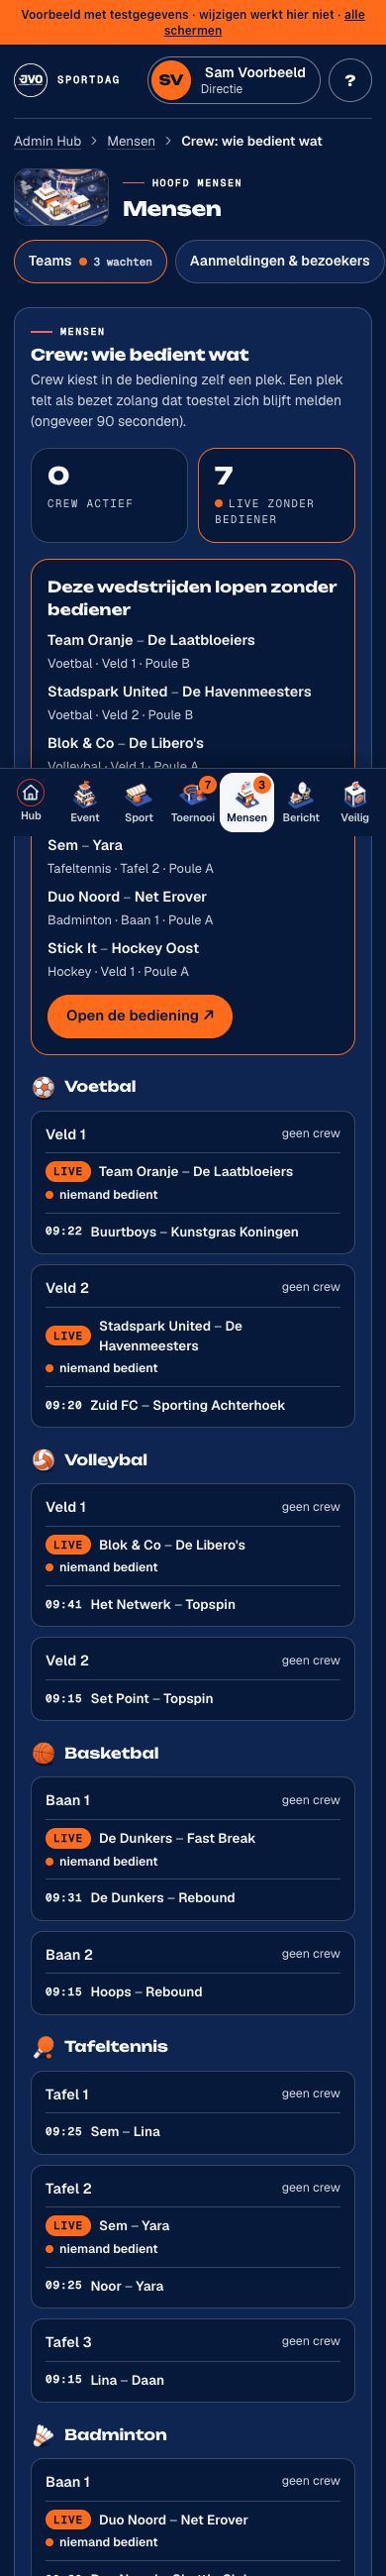 Voorbeeld met testgegevens · wijzigen werkt hier niet · alle
schermen
JVO SPORTDAG
SV
Sam Voorbeeld
Directie
?
Admin Hub > Mensen > Crew: wie bedient wat
HOOFD MENSEN
Mensen
Teams 3 wachten
Aanmeldingen & bezoekers
MENSEN
Crew: wie bedient wat
Crew kiest in de bediening zelf een plek. Een plek
telt als bezet zolang dat toestel zich blijft melden
(ongeveer 90 seconden).
0
CREW ACTIEF
7
LIVE ZONDER
BEDIENER
Deze wedstrijden lopen zonder
bediener
Team Oranje – De Laatbloeiers
Voetbal · Veld 1 · Poule B
Stadspark United – De Havenmeesters
Voetbal · Veld 2 · Poule B
Blok & Co – De Libero's
Volleybal · Veld 1 · Poule A
7
3
Hub
Event
Sport
Toernooi
Mensen
Bericht
Veilig
Sem – Yara
Tafeltennis · Tafel 2 · Poule A
Duo Noord – Net Erover
Badminton · Baan 1 · Poule A
Stick It – Hockey Oost
Hockey · Veld 1 · Poule A
Open de bediening ↗
Voetbal
Veld 1 geen crew
LIVE Team Oranje – De Laatbloeiers
niemand bedient
09:22 Buurtboys – Kunstgras Koningen
Veld 2 geen crew
LIVE Stadspark United – De
Havenmeesters
niemand bedient
09:20 Zuid FC – Sporting Achterhoek
Volleybal
Veld 1 geen crew
LIVE Blok & Co – De Libero's
niemand bedient
09:41 Het Netwerk – Topspin
Veld 2 geen crew
09:15 Set Point – Topspin
Basketbal
Baan 1 geen crew
LIVE De Dunkers – Fast Break
niemand bedient
09:31 De Dunkers – Rebound
Baan 2 geen crew
09:15 Hoops – Rebound
Tafeltennis
Tafel 1 geen crew
09:25 Sem – Lina
Tafel 2 geen crew
LIVE Sem – Yara
niemand bedient
09:25 Noor – Yara
Tafel 3 geen crew
09:15 Lina – Daan
Badminton
Baan 1 geen crew
LIVE Duo Noord – Net Erover
niemand bedient